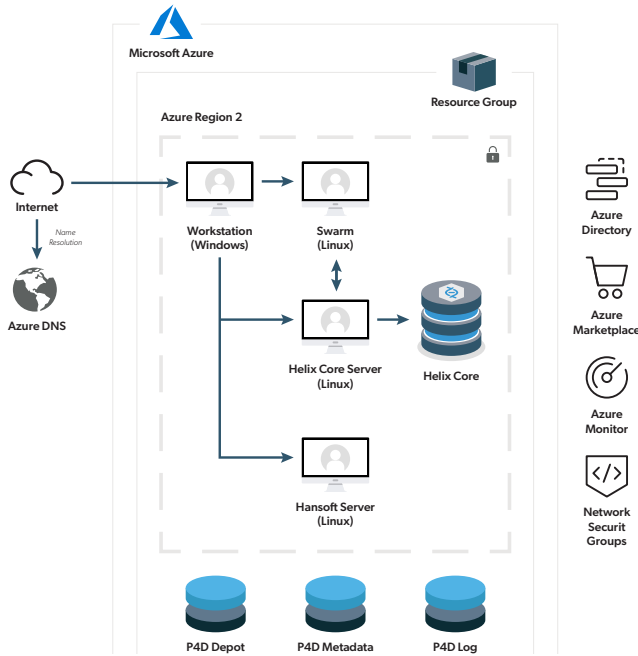 Microsoft Azure
Resource Group
Azure Region 2
Internet
Name
Resolution
Azure DNS
Workstation
(Windows)
Swarm
(Linux)
Helix Core Server
(Linux)
Helix Core
Hansoft Server
(Linux)
P4D Depot
P4D Metadata
P4D Log
Azure
Directory
Azure
Marketplace
Azure
Monitor
</>
Network
Securit
Groups